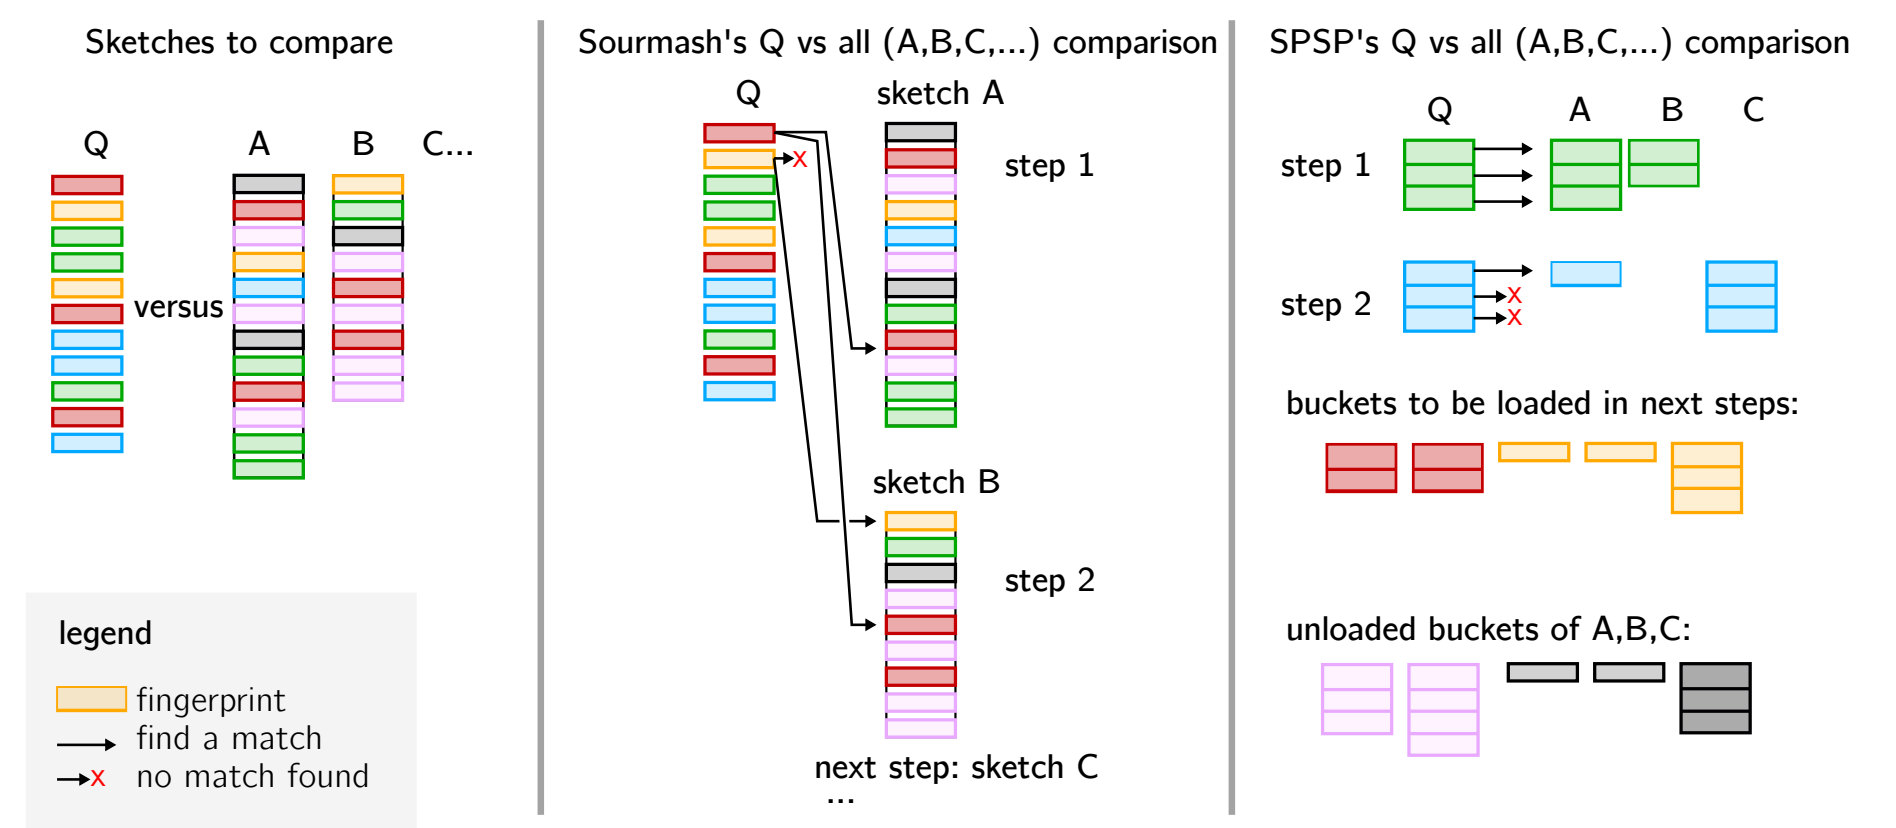 Sketches to compare
Q
A
B
C...
versus
legend
fingerprint
find a match
x no match found
Sourmash's Q vs all (A,B,C,...) comparison
Q
sketch A
x
step 1
sketch B
step 2
next step: sketch C
...
SPSP's Q vs all (A,B,C,...) comparison
Q A B C
step 1
step 2
x
x
buckets to be loaded in next steps:
unloaded buckets of A,B,C: